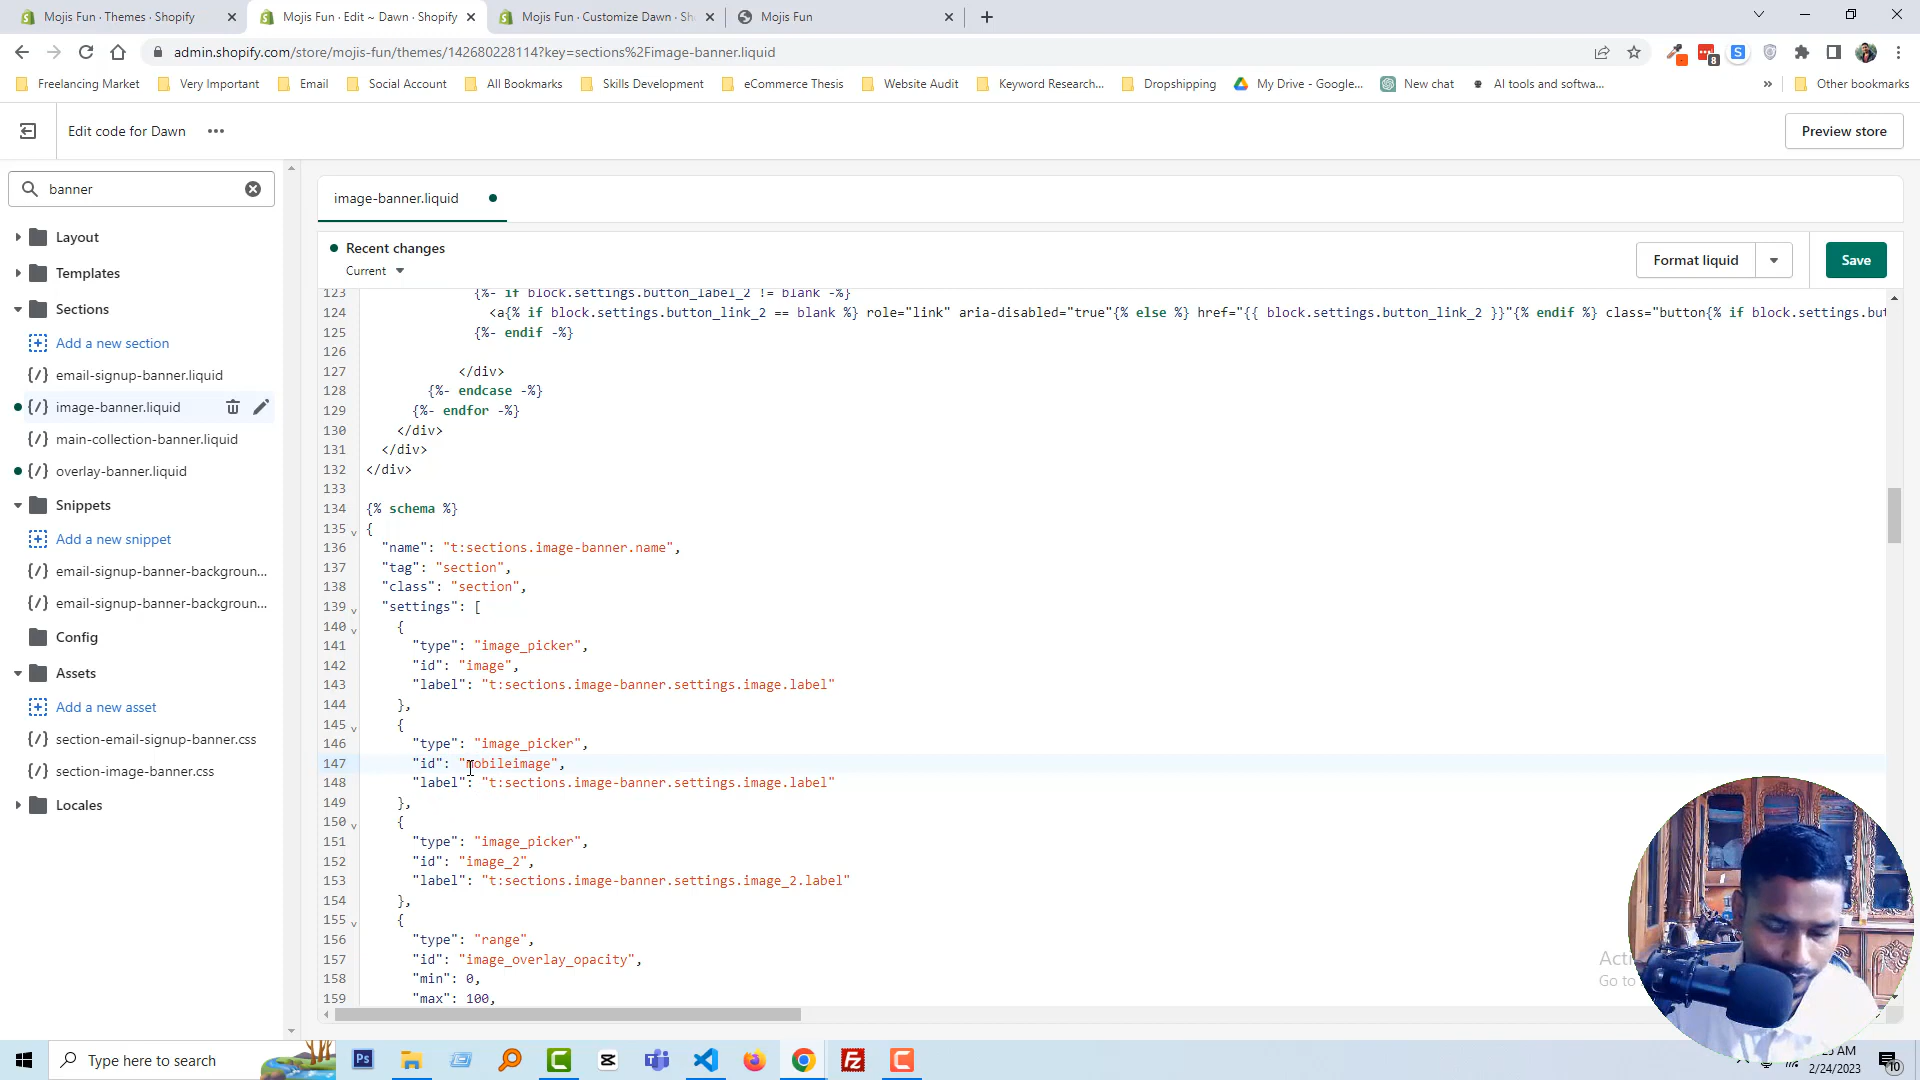 Mojis Fun · Themes · Shopify
Mojis Fun · Edit ~ Dawn · Shopify
Mojis Fun · Customize Dawn · Sh
Mojis Fun
admin.shopify.com/store/mojis-fun/themes/142680228114?key=sections%2Fimage-banner.liquid
8
Freelancing Market
Very Important
Email
Social Account
All Bookmarks
Skills Development
eCommerce Thesis
Website Audit
Keyword Research...
Dropshipping
My Drive - Google...
New chat
AI tools and softwa...
»
Other bookmarks
Edit code for Dawn
Preview store
banner
Layout
Templates
Sections
Add a new section
email-signup-banner.liquid
image-banner.liquid
main-collection-banner.liquid
overlay-banner.liquid
Snippets
Add a new snippet
email-signup-banner-backgroun...
email-signup-banner-backgroun...
Config
Assets
Add a new asset
section-email-signup-banner.css
section-image-banner.css
Locales
image-banner.liquid
Recent changes
Current
Format liquid
Save
123 {%- if block.settings.button_label_2 != blank -%}
124 <a{% if block.settings.button_link_2 == blank %} role="link" aria-disabled="true"{% else %} href="{{ block.settings.button_link_2 }}"{% endif %} class="button{% if block.settings.but
125 {%- endif -%}
126
127 </div>
128 {%- endcase -%}
129 {%- endfor -%}
130 </div>
131 </div>
132 </div>
133
134 {% schema %}
135 {
136 "name": "t:sections.image-banner.name",
137 "tag": "section",
138 "class": "section",
139 "settings": [
140 {
141 "type": "image_picker",
142 "id": "image",
143 "label": "t:sections.image-banner.settings.image.label"
144 },
145 {
146 "type": "image_picker",
147 "id": "mobileimage",
148 "label": "t:sections.image-banner.settings.image.label"
149 },
150 {
151 "type": "image_picker",
152 "id": "image_2",
153 "label": "t:sections.image-banner.settings.image_2.label"
154 },
155 {
156 "type": "range",
157 "id": "image_overlay_opacity",
158 "min": 0,
159 "max": 100,
Go to
Type here to search
AM
2/24/2023
10